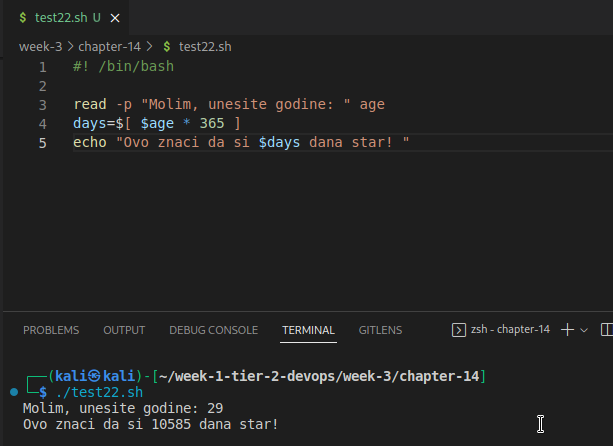 $ test22.sh U ×
week-3 > chapter-14 > $ test22.sh
1 #! /bin/bash
2
3 read -p "Molim, unesite godine: " age
4 days=$[ $age * 365 ]
5 echo "Ovo znaci da si $days dana star! "
PROBLEMS OUTPUT DEBUG CONSOLE TERMINAL GITLENS zsh - chapter-14
┌──(kali㉿kali)-[~/week-1-tier-2-devops/week-3/chapter-14]
└─$ ./test22.sh
Molim, unesite godine: 29
Ovo znaci da si 10585 dana star!